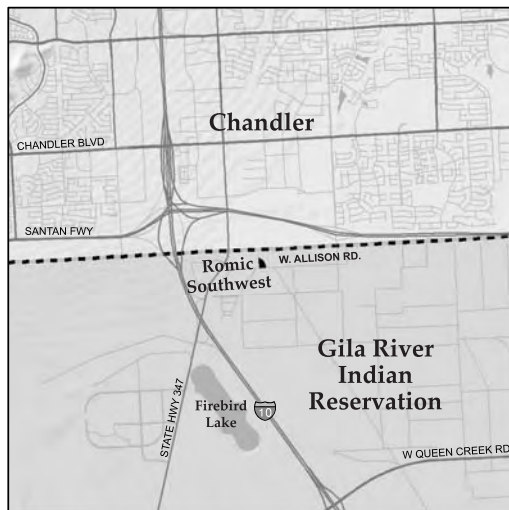 Chandler
CHANDLER BLVD
SANTAN FWY
Romic
Southwest
W. ALLISON RD.
Gila River
Indian
Reservation
STATE HWY 347
Firebird
Lake
10
W QUEEN CREEK RD